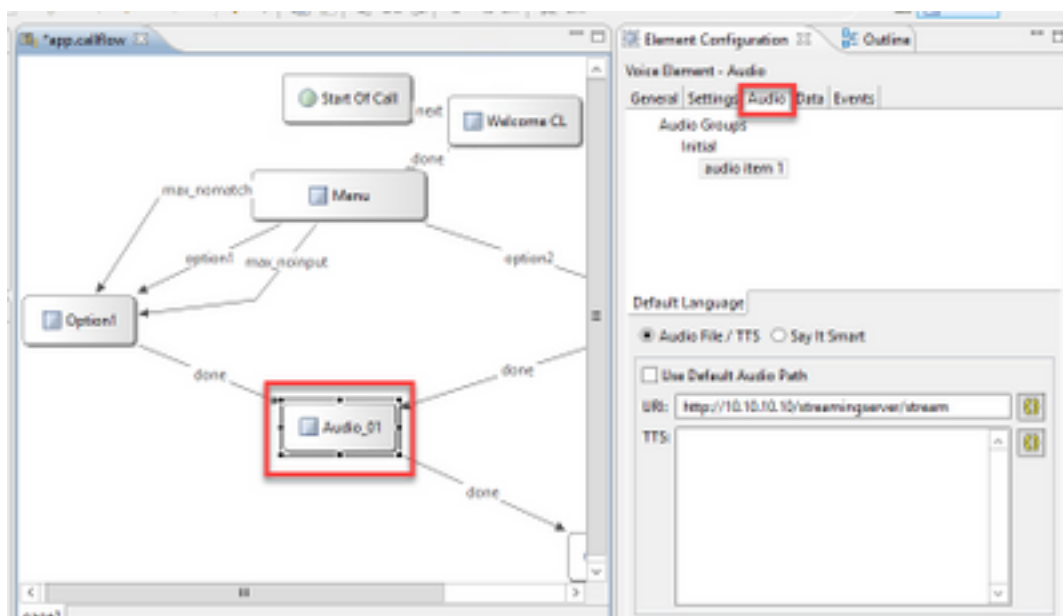 *app.callflow
Start Of Call
next
Welcome CL
done
max_nomatch
Menu
option1
max_noinput
option2
Option1
done
done
Audio_01
done
Element Configuration
Outline
Voice Element - Audio
General Settings Audio Data Events
Audio Groups
Initial
audio item 1
Default Language
Audio File / TTS Say It Smart
Use Default Audio Path
URI: http://10.10.10.10/streamingserver/stream
TTS: